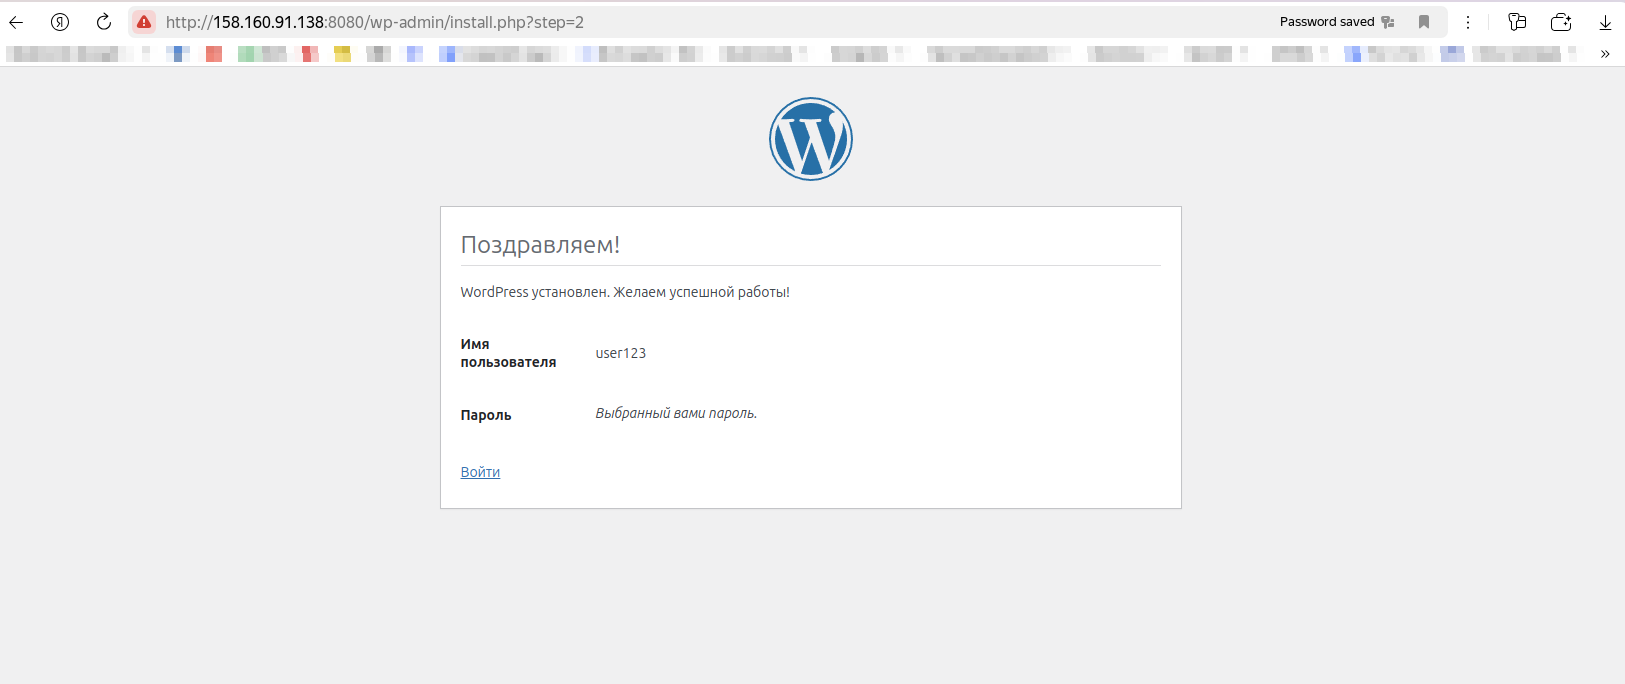 http://158.160.91.138:8080/wp-admin/install.php?step=2 Password saved
Поздравляем!
WordPress установлен. Желаем успешной работы!
Имя
пользователя
user123
Пароль
Выбранный вами пароль.
Войти